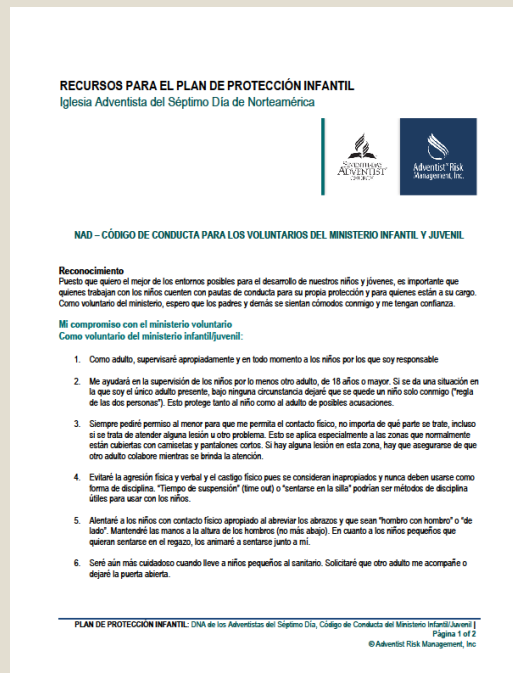 RECURSOS PARA EL PLAN DE PROTECCIÓN INFANTIL
Iglesia Adventista del Séptimo Día de Norteamérica
SEVENTH-DAY
ADVENTIST
CHURCH
Adventist Risk
Management, Inc.
NAD – CÓDIGO DE CONDUCTA PARA LOS VOLUNTARIOS DEL MINISTERIO INFANTIL Y JUVENIL
Reconocimiento
Puesto que quiero el mejor de los entornos posibles para el desarrollo de nuestros niños y jóvenes, es importante que
quienes trabajan con los niños cuenten con pautas de conducta para su propia protección y para quienes están a su cargo.
Como voluntario del ministerio, espero que los padres y demás se sientan cómodos conmigo y me tengan confianza.
Mi compromiso con el ministerio voluntario
Como voluntario del ministerio infantil/juvenil:
1. Como adulto, supervisaré apropiadamente y en todo momento a los niños por los que soy responsable
2. Me ayudará en la supervisión de los niños por lo menos otro adulto, de 18 años o mayor. Si se da una situación en
la que soy el único adulto presente, bajo ninguna circunstancia dejaré que se quede un niño solo conmigo ("regla
de las dos personas"). Esto protege tanto al niño como al adulto de posibles acusaciones.
3. Siempre pediré permiso al menor para que me permita el contacto físico, no importa de qué parte se trate, incluso
si se trata de atender alguna lesión u otro problema. Esto se aplica especialmente a las zonas que normalmente
están cubiertas con camisetas y pantalones cortos. Si hay alguna lesión en esta zona, hay que asegurarse de que
otro adulto colabore mientras se brinda la atención.
4. Evitaré la agresión física y verbal y el castigo físico pues se consideran inapropiados y nunca deben usarse como
forma de disciplina. "Tiempo de suspensión" (time out) o "sentarse en la silla" podrían ser métodos de disciplina
útiles para usar con los niños.
5. Alentaré a los niños con contacto físico apropiado al abreviar los abrazos y que sean "hombro con hombro" o "de
lado". Mantendré las manos a la altura de los hombros (no más abajo). En cuanto a los niños pequeños que
quieran sentarse en el regazo, los animaré a sentarse junto a mí.
6. Seré aún más cuidadoso cuando lleve a niños pequeños al sanitario. Solicitaré que otro adulto me acompañe o
dejaré la puerta abierta.
PLAN DE PROTECCIÓN INFANTIL: DNA de los Adventistas del Séptimo Día, Código de Conducta del Ministerio Infantil/Juvenil |
Página 1 of 2
© Adventist Risk Management, Inc